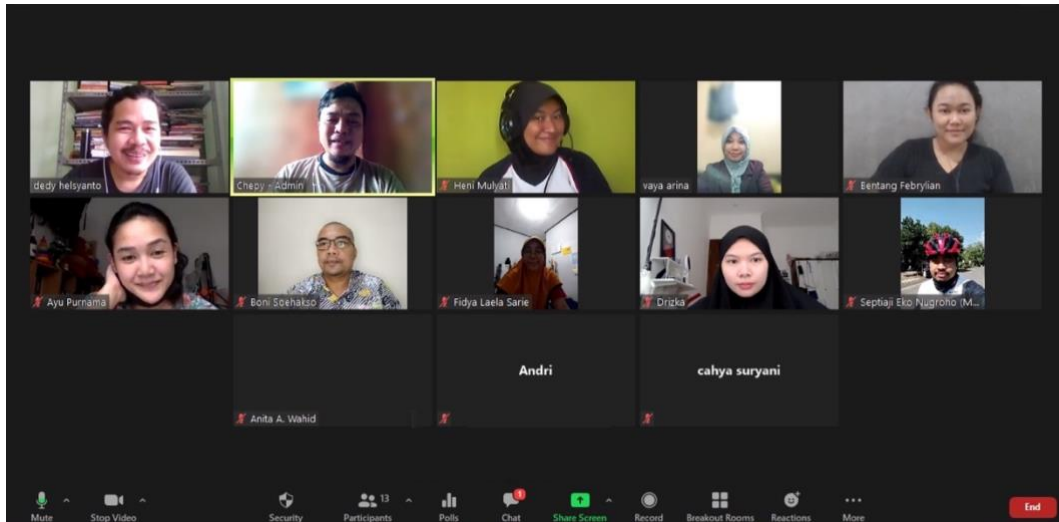 dedy helsyanto
Chepy - Admin
Heni Mulyati
vaya arina
Bentang Febrylian
Ayu Purnama
Boni Soehakso
Fidya Laela Sarie
Drizka
Septiaji Eko Nugroho (M...
Anita A. Wahid
Andri
cahya suryani
Mute
Stop Video
Security
13
Participants
Polls
1
Chat
Share Screen
Record
Breakout Rooms
Reactions
More
End